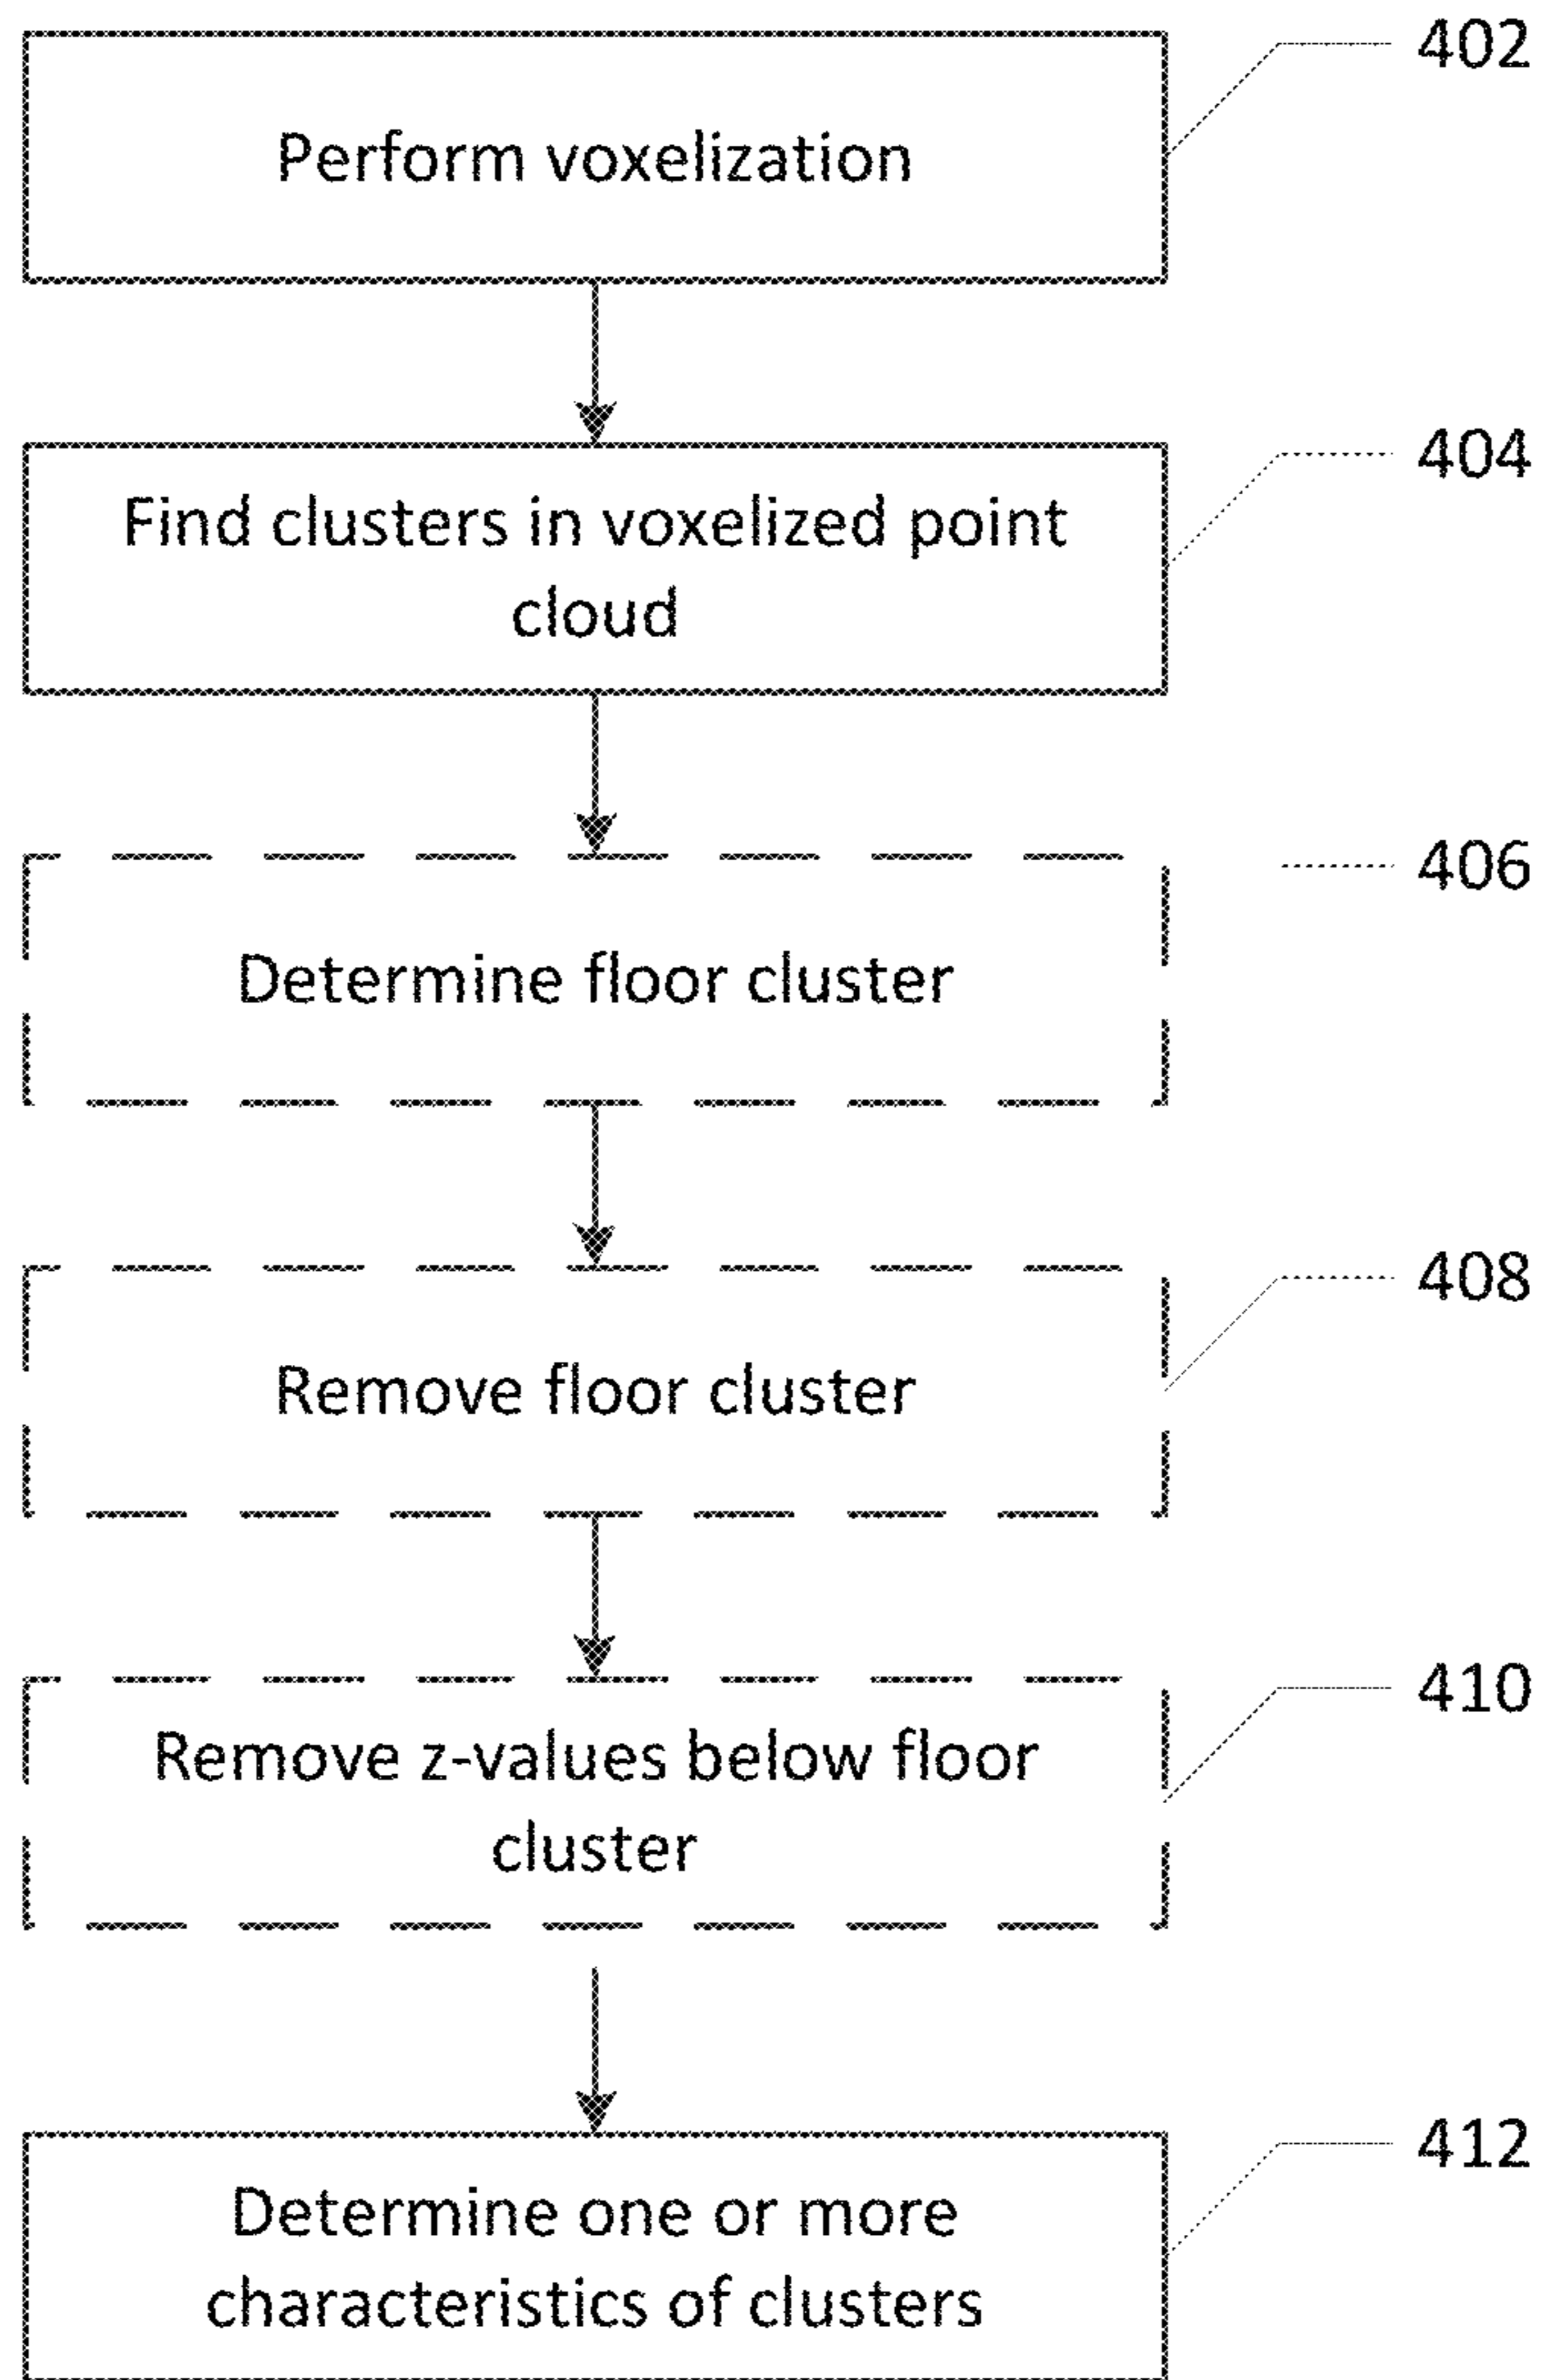 402
Perform voxelization
404
Find clusters in voxelized point
cloud
406
Determine floor cluster
408
Remove floor cluster
410
Remove z-values below floor
cluster
412
Determine one or more
characteristics of clusters